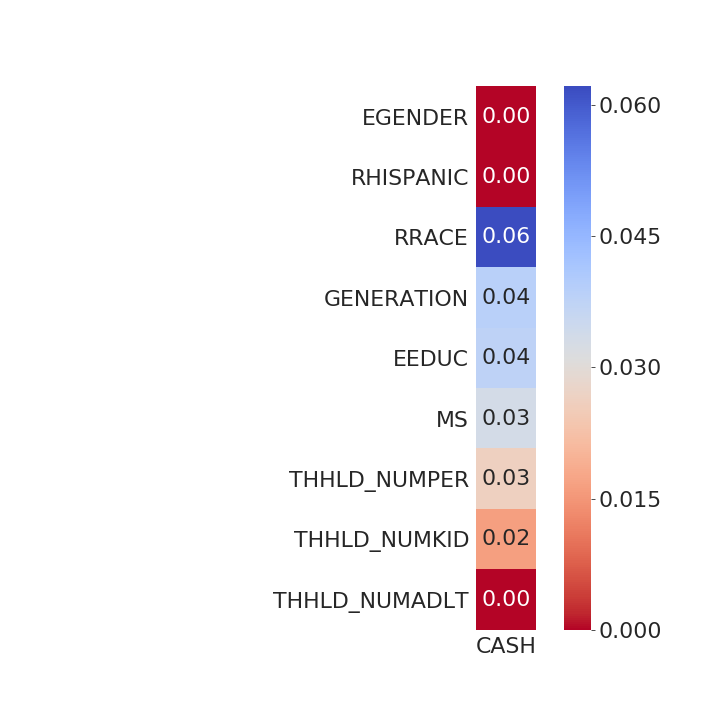 EGENDER 0.00
RHISPANIC 0.00
RRACE 0.06
GENERATION 0.04
EEDUC 0.04
MS 0.03
THHLD_NUMPER 0.03
THHLD_NUMKID 0.02
THHLD_NUMADLT 0.00
CASH
0.060
0.045
0.030
0.015
0.000